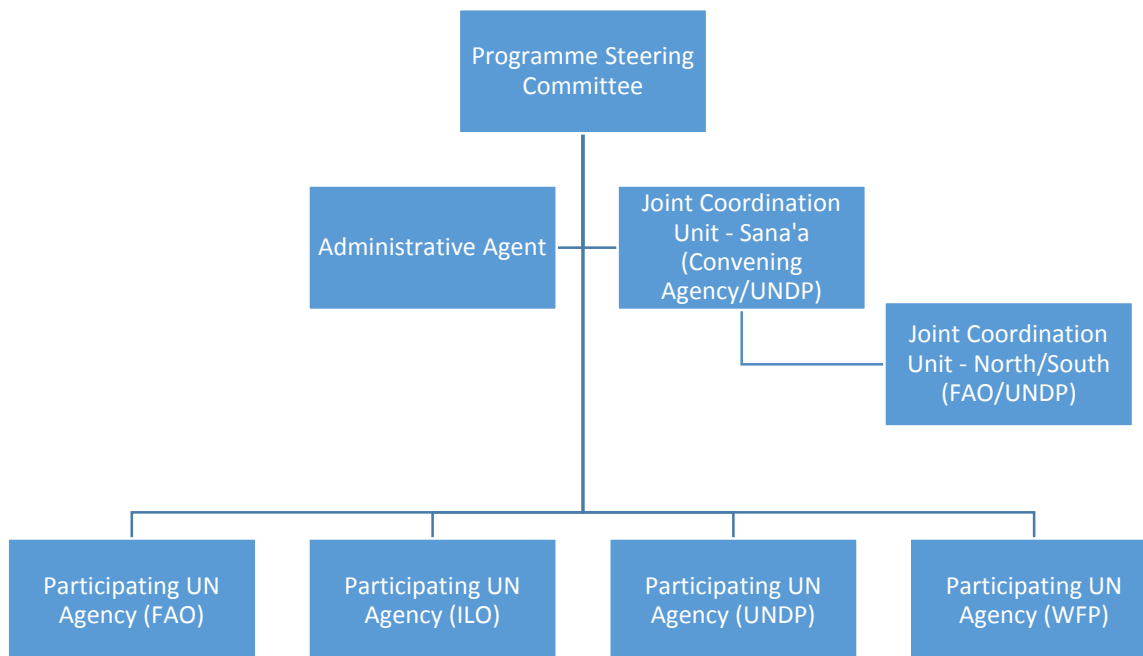 Programme Steering
Committee
Administrative Agent
Joint Coordination
Unit - Sana'a
(Convening
Agency/UNDP)
Joint Coordination
Unit - North/South
(FAO/UNDP)
Participating UN
Agency (FAO)
Participating UN
Agency (ILO)
Participating UN
Agency (UNDP)
Participating UN
Agency (WFP)